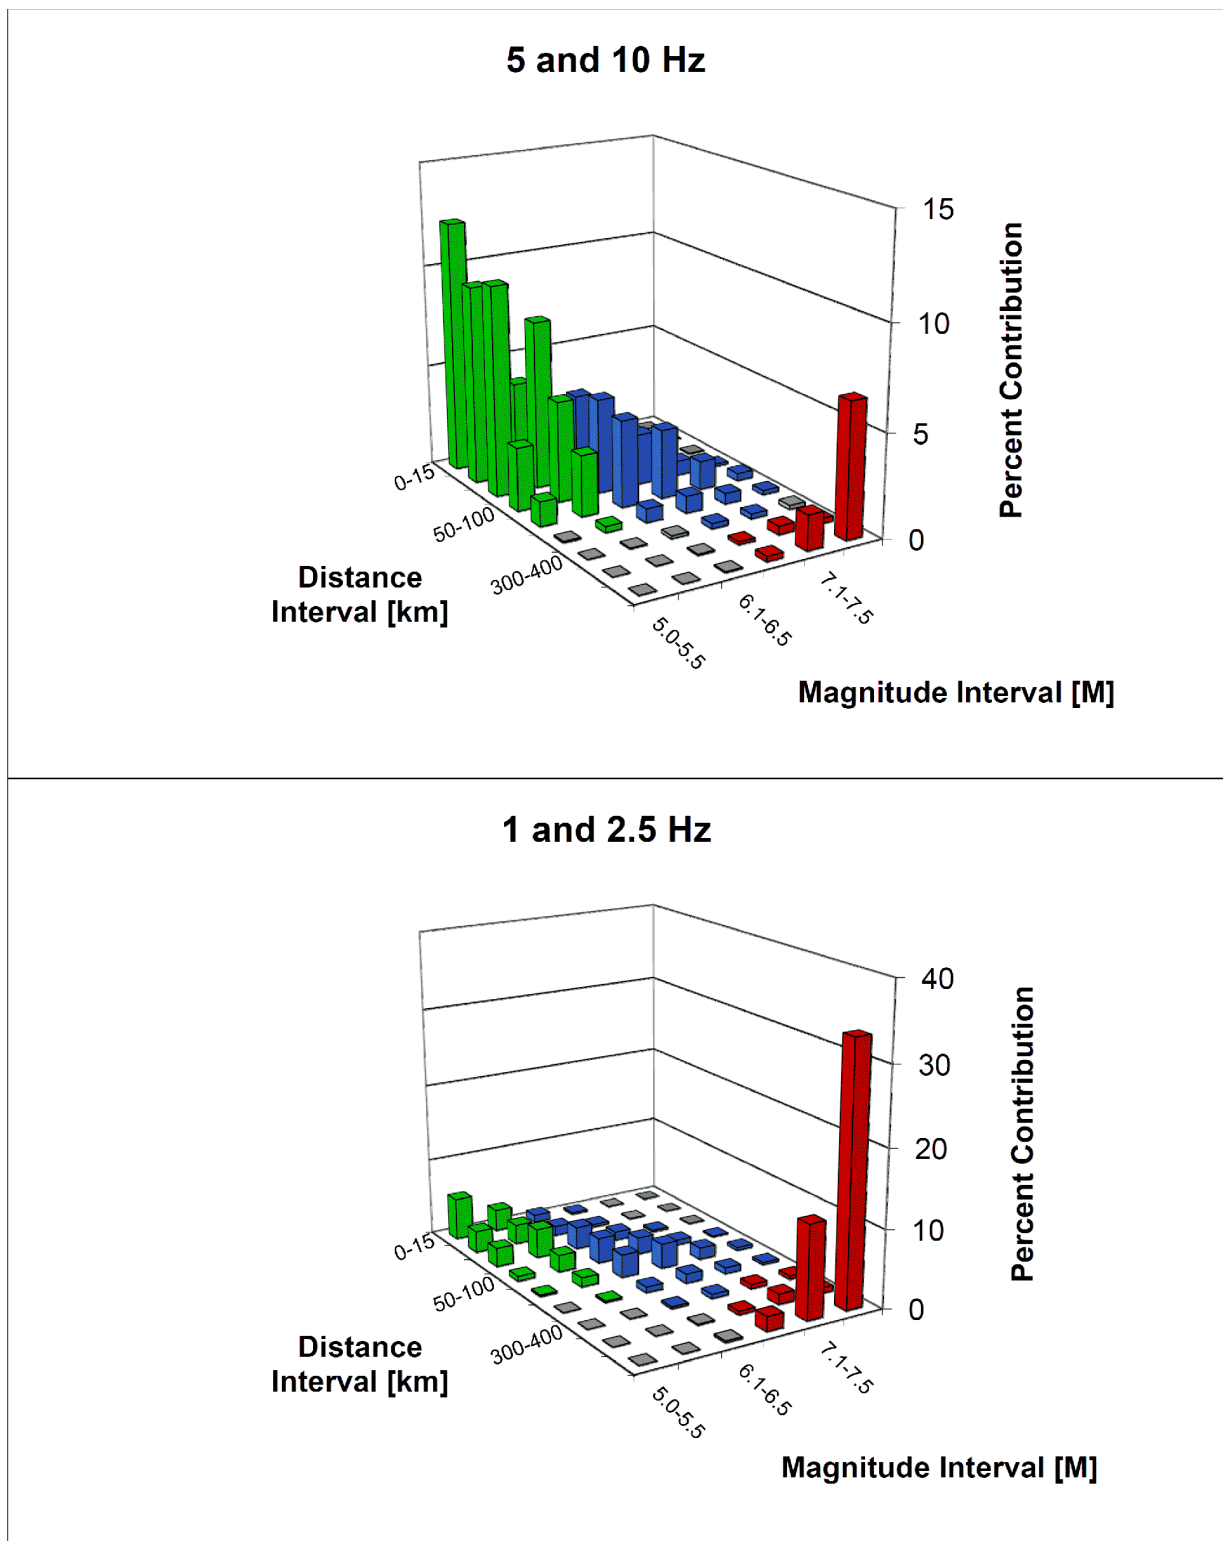 5 and 10 Hz
15
10
5
0
Percent Contribution
0-15
50-100
300-400
Distance
Interval [km]
5.0-5.5
6.1-6.5
7.1-7.5
Magnitude Interval [M]
1 and 2.5 Hz
40
30
20
10
0
Percent Contribution
0-15
50-100
300-400
Distance
Interval [km]
5.0-5.5
6.1-6.5
7.1-7.5
Magnitude Interval [M]